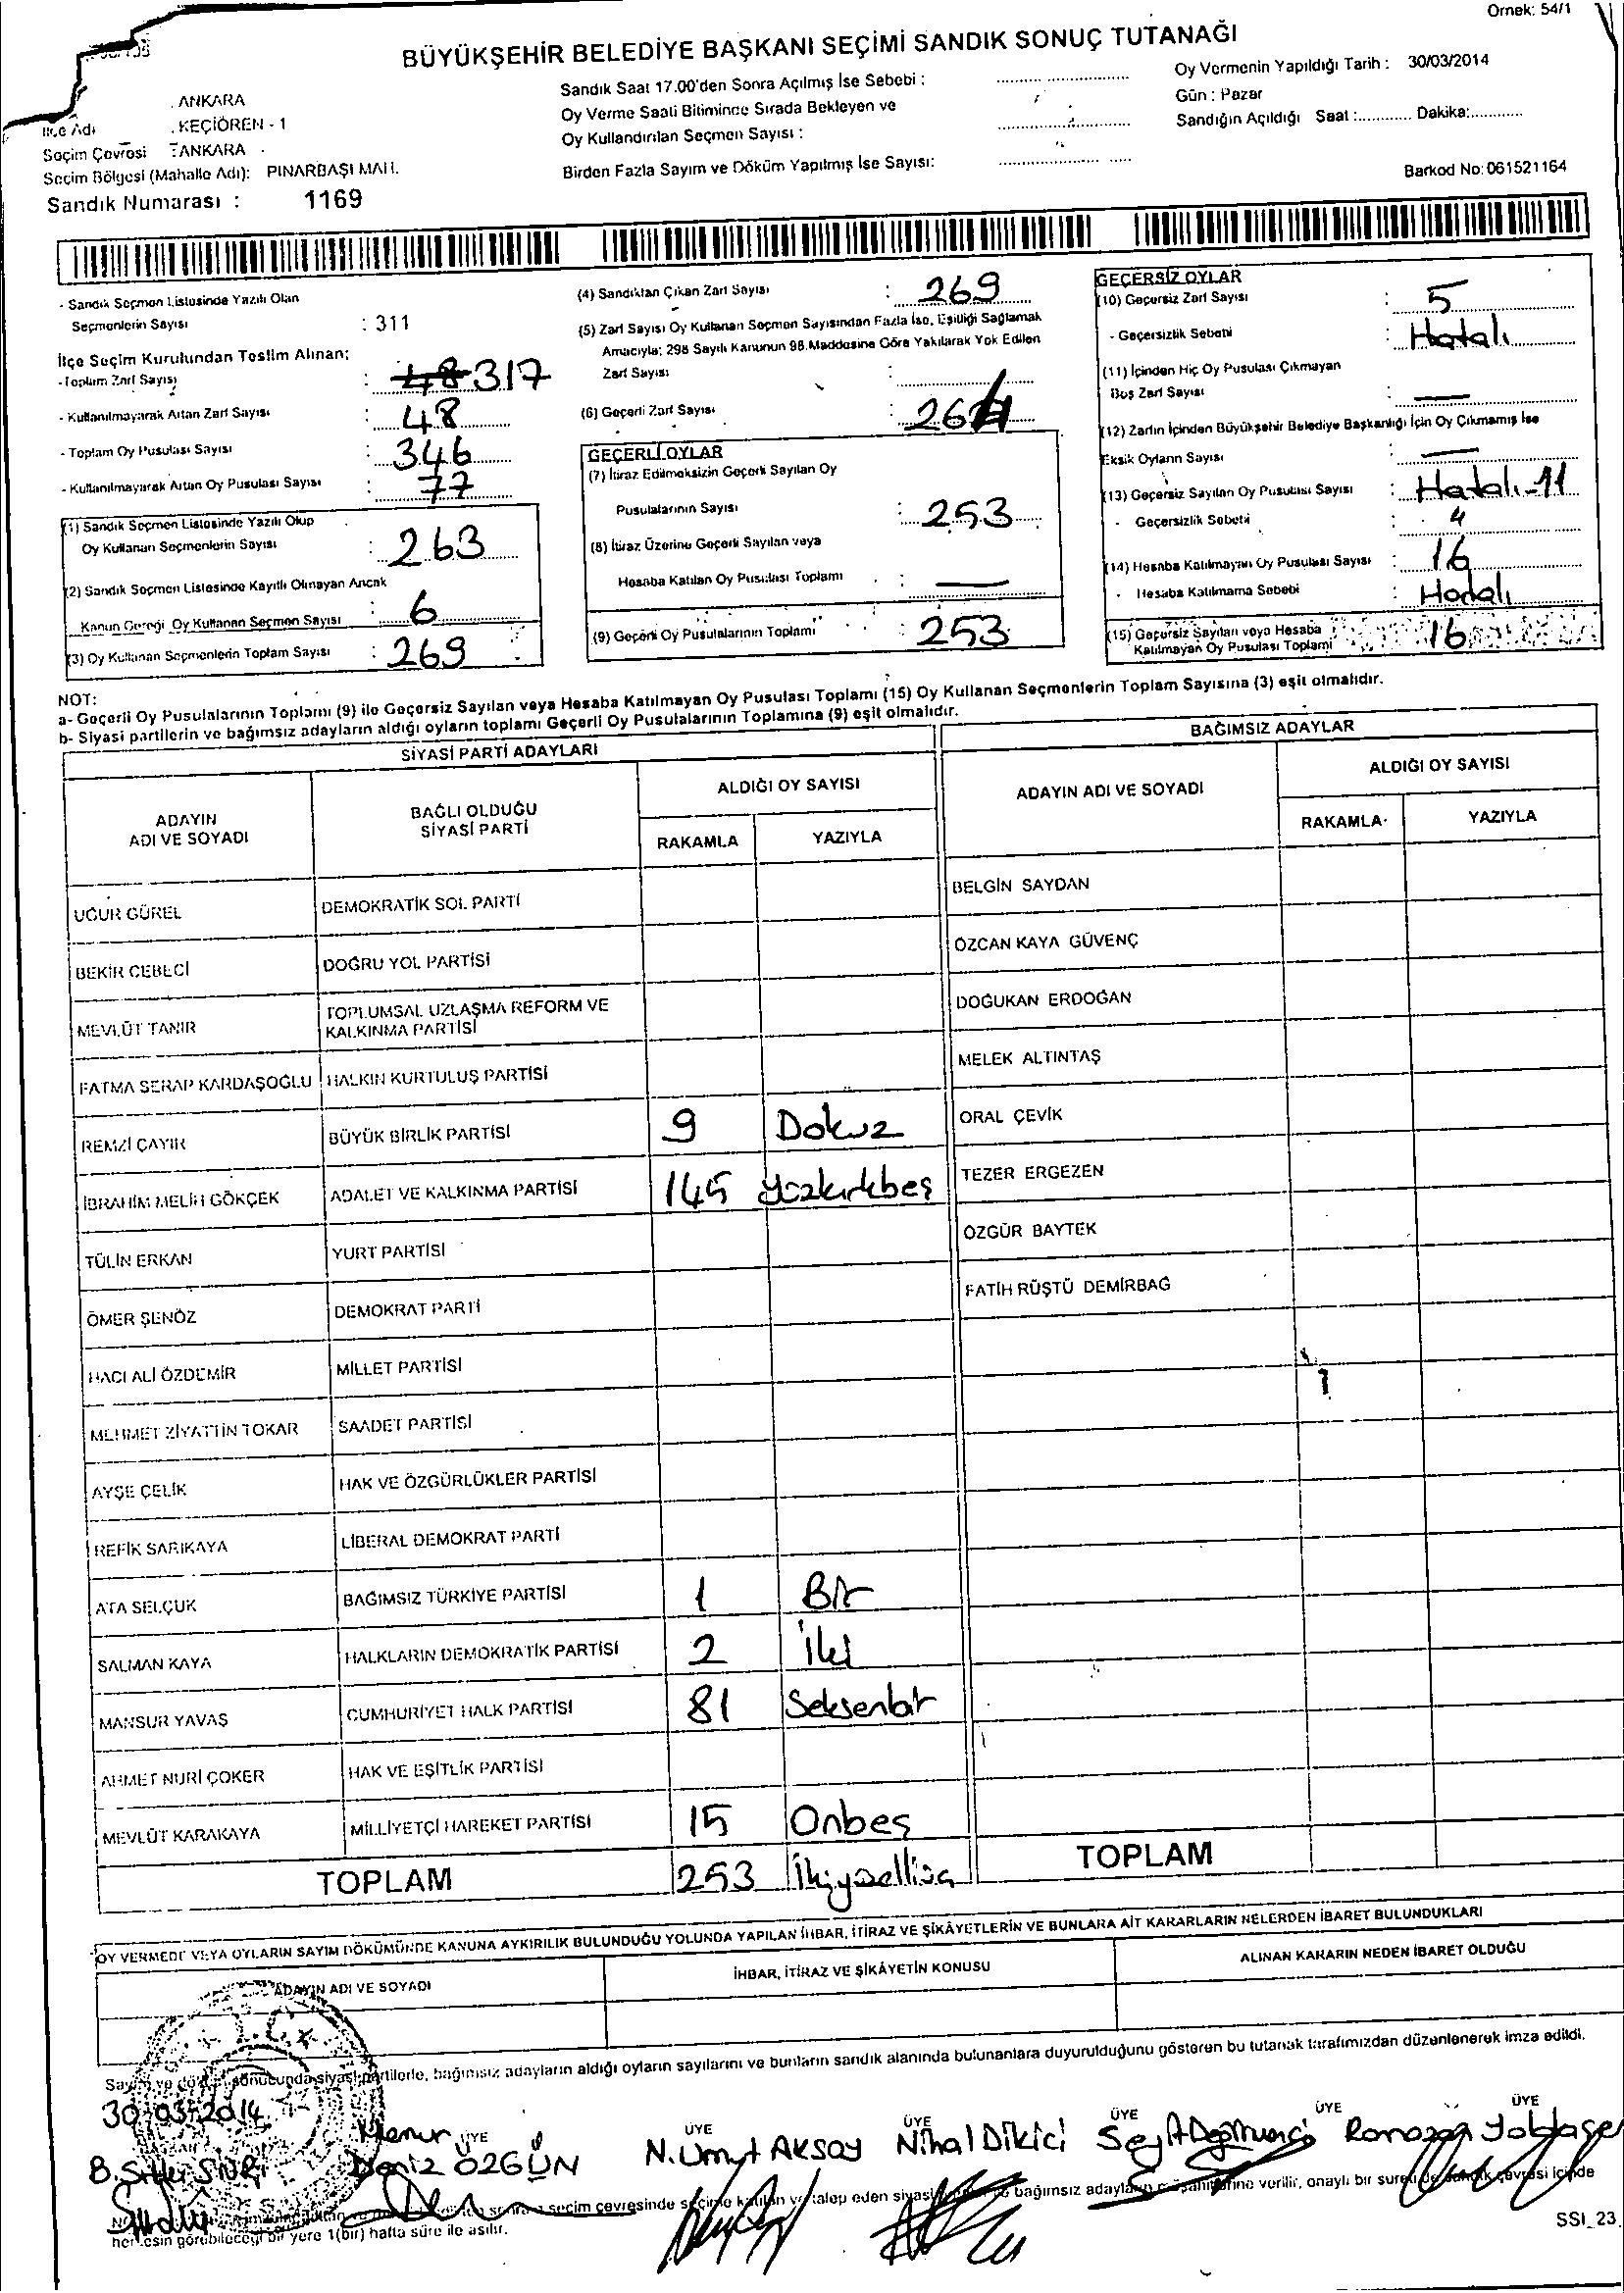 Örnek: 54/1
BÜYÜKŞEHİR BELEDİYE BAŞKANI SEÇİMİ SANDIK SONUÇ TUTANAĞI
ANKARA
İlçe Adı : KEÇİÖREN - 1
Seçim Çevresi : ANKARA
Seçim Bölgesi (Mahalle Adı): PINARBAŞI MAH.
Sandık Numarası : 1169
Sandık Saat 17.00'den Sonra Açılmış İse Sebebi :
Oy Verme Saati Bitiminde Sırada Bekleyen ve
Oy Kullandırılan Seçmen Sayısı :
Birden Fazla Sayım ve Döküm Yapılmış İse Sayısı:
Oy Vermenin Yapıldığı Tarih : 30/03/2014
Gün : Pazar
Sandığın Açıldığı Saat :............ Dakika:............
Barkod No: 061521164
- Sandık Seçmen Listesinde Yazılı Olan
Seçmenlerin Sayısı : 311
İlçe Seçim Kurulundan Teslim Alınan;
- Toplam Zarf Sayısı : 48 317
- Kullanılmayarak Artan Zarf Sayısı : 48
- Toplam Oy Pusulası Sayısı : 346
- Kullanılmayarak Artan Oy Pusulası Sayısı : 77
(1) Sandık Seçmen Listesinde Yazılı Olup
Oy Kullanan Seçmenlerin Sayısı : 263
(2) Sandık Seçmen Listesinde Kayıtlı Olmayan Ancak
Kanun Gereği Oy Kullanan Seçmen Sayısı : 6
(3) Oy Kullanan Seçmenlerin Toplam Sayısı : 269
(4) Sandıktan Çıkan Zarf Sayısı : 269
(5) Zarf Sayısı Oy Kullanan Seçmen Sayısından Fazla İse, Eşitliği Sağlamak
Amacıyla; 298 Sayılı Kanunun 98.Maddesine Göre Yakılarak Yok Edilen
Zarf Sayısı :
(6) Geçerli Zarf Sayısı : 264
GEÇERLİ OYLAR
(7) İtiraz Edilmeksizin Geçerli Sayılan Oy
Pusulalarının Sayısı : 253
(8) İtiraz Üzerine Geçerli Sayılan veya
Hesaba Katılan Oy Pusulası Toplamı : —
(9) Geçerli Oy Pusulalarının Toplamı : 253
GEÇERSİZ OYLAR
(10) Geçersiz Zarf Sayısı : 5
- Geçersizlik Sebebi : Hatalı
(11) İçinden Hiç Oy Pusulası Çıkmayan
Boş Zarf Sayısı : —
(12) Zarfın İçinden Büyükşehir Belediye Başkanlığı İçin Oy Çıkmamış İse
Eksik Oyların Sayısı : —
(13) Geçersiz Sayılan Oy Pusulası Sayısı : Hatalı-11
- Geçersizlik Sebebi : 4
(14) Hesaba Katılmayan Oy Pusulası Sayısı : 16
- Hesaba Katılmama Sebebi : Hatalı
(15) Geçersiz Sayılan veya Hesaba
Katılmayan Oy Pusulası Toplamı : 16
NOT:
a- Geçerli Oy Pusulalarının Toplamı (9) ile Geçersiz Sayılan veya Hesaba Katılmayan Oy Pusulası Toplamı (15) Oy Kullanan Seçmenlerin Toplam Sayısına (3) eşit olmalıdır.
b- Siyasi partilerin ve bağımsız adayların aldığı oyların toplamı Geçerli Oy Pusulalarının Toplamına (9) eşit olmalıdır.
SİYASİ PARTİ ADAYLARI
ADAYIN ADI VE SOYADI BAĞLI OLDUĞU SİYASİ PARTİ ALDIĞI OY SAYISI
RAKAMLA YAZIYLA
UĞUR GÜREL DEMOKRATİK SOL PARTİ
BEKİR CEBECİ DOĞRU YOL PARTİSİ
MEVLÜT TANIR TOPLUMSAL UZLAŞMA REFORM VE
KALKINMA PARTİSİ
FATMA SERAP KARDAŞOĞLU HALKIN KURTULUŞ PARTİSİ
REMZİ ÇAYIR BÜYÜK BİRLİK PARTİSİ 9 Dokuz
İBRAHİM MELİH GÖKÇEK ADALET VE KALKINMA PARTİSİ 145 Yüzkırkbeş
TÜLİN ERKAN YURT PARTİSİ
ÖMER ŞENÖZ DEMOKRAT PARTİ
HACI ALİ ÖZDEMİR MİLLET PARTİSİ
MEHMET ZİYATTİN TOKAR SAADET PARTİSİ
AYŞE ÇELİK HAK VE ÖZGÜRLÜKLER PARTİSİ
REFİK SARIKAYA LİBERAL DEMOKRAT PARTİ
ATA SELÇUK BAĞIMSIZ TÜRKİYE PARTİSİ 1 Bir
SALMAN KAYA HALKLARIN DEMOKRATİK PARTİSİ 2 İki
MANSUR YAVAŞ CUMHURİYET HALK PARTİSİ 81 Seksenbir
AHMET NURİ ÇOKER HAK VE EŞİTLİK PARTİSİ
MEVLÜT KARAKAYA MİLLİYETÇİ HAREKET PARTİSİ 15 Onbeş
TOPLAM 253 İkiyüzelliüç
BAĞIMSIZ ADAYLAR
ADAYIN ADI VE SOYADI ALDIĞI OY SAYISI
RAKAMLA YAZIYLA
BELGİN SAYDAN
ÖZCAN KAYA GÜVENÇ
DOĞUKAN ERDOĞAN
MELEK ALTINTAŞ
ORAL ÇEVİK
TEZER ERGEZEN
ÖZGÜR BAYTEK
FATİH RÜŞTÜ DEMİRBAĞ
TOPLAM
OY VERMEDE VEYA OYLARIN SAYIM DÖKÜMÜNDE KANUNA AYKIRILIK BULUNDUĞU YOLUNDA YAPILAN İHBAR, İTİRAZ VE ŞİKÂYETLERİN VE BUNLARA AİT KARARLARIN NELERDEN İBARET BULUNDUKLARI
ADAYIN ADI VE SOYADI İHBAR, İTİRAZ VE ŞİKÂYETİN KONUSU ALINAN KARARIN NEDEN İBARET OLDUĞU
Sayım ve döküm sonucunda siyasi partilerle, bağımsız adayların aldığı oyların sayılarını ve bunların sandık alanında bulunanlara duyurulduğunu gösteren bu tutanak tarafımızdan düzenlenerek imza edildi.
30.03.2014
Memur ÜYE ÜYE ÜYE ÜYE ÜYE ÜYE
Deniz ÖZGÜN N. Umut AKSOY Nihal Dikici Seyit Değirmenci Ramazan Yoldaşer
seçim çevresinde seçime katılan ve talep eden bağımsız adayların verilir, onaylı bir sureti de sandık çevresi içinde
herkesin görebileceği bir yere 1(bir) hafta süre ile asılır.
SSI_23